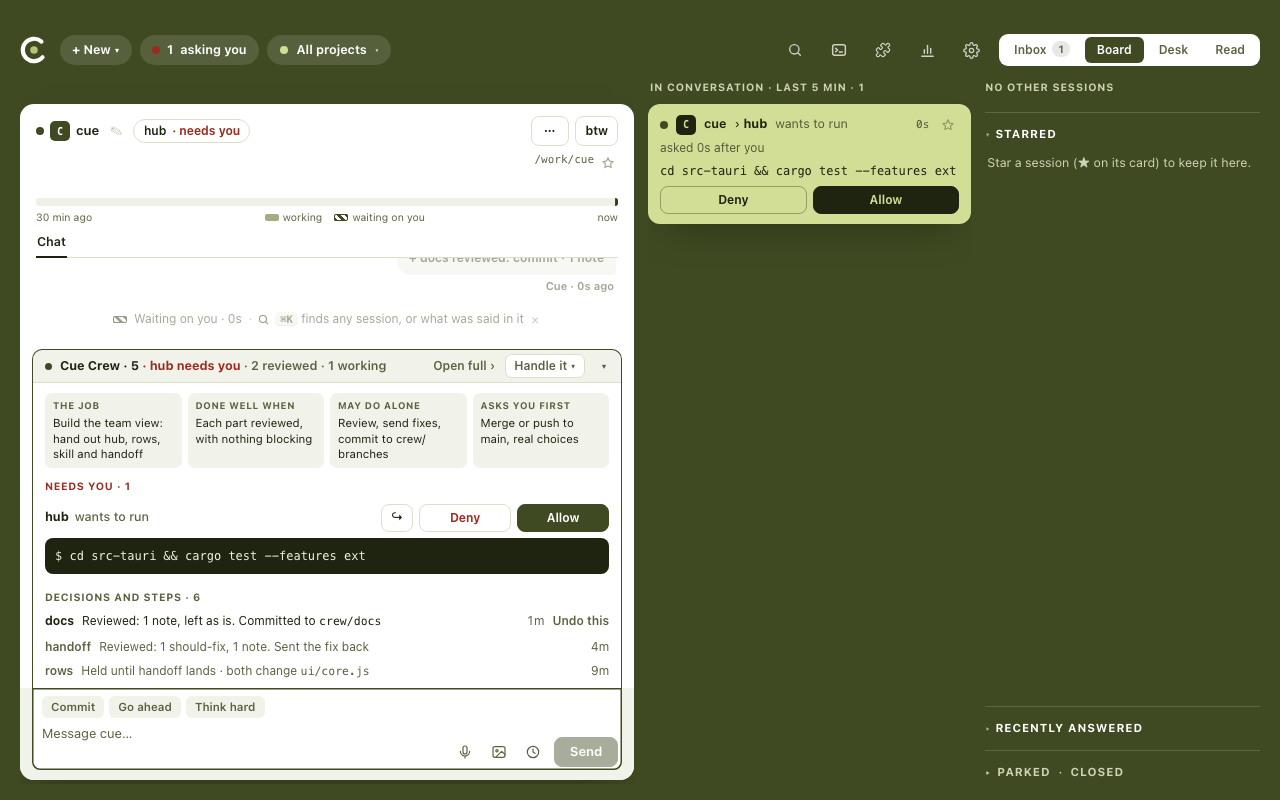 + New ▾
1 asking you
All projects
Inbox 1
Board
Desk
Read
C cue
hub · needs you
···
btw
/work/cue
30 min ago
working
waiting on you
now
Chat
+ docs reviewed: commit · 1 note
Cue · 0s ago
Waiting on you · 0s · ⌘K finds any session, or what was said in it ×
Cue Crew · 5 · hub needs you · 2 reviewed · 1 working
Open full ›
Handle it ▾
THE JOB
Build the team view:
hand out hub, rows,
skill and handoff
DONE WELL WHEN
Each part reviewed,
with nothing blocking
MAY DO ALONE
Review, send fixes,
commit to crew/
branches
ASKS YOU FIRST
Merge or push to
main, real choices
NEEDS YOU · 1
hub wants to run
Deny
Allow
$ cd src-tauri && cargo test --features ext
DECISIONS AND STEPS · 6
docs Reviewed: 1 note, left as is. Committed to crew/docs 1m Undo this
handoff Reviewed: 1 should-fix, 1 note. Sent the fix back 4m
rows Held until handoff lands · both change ui/core.js 9m
Commit
Go ahead
Think hard
Message cue…
Send
IN CONVERSATION · LAST 5 MIN · 1
C cue › hub wants to run 0s
asked 0s after you
cd src-tauri && cargo test --features ext
Deny
Allow
NO OTHER SESSIONS
STARRED
Star a session (★ on its card) to keep it here.
RECENTLY ANSWERED
PARKED · CLOSED